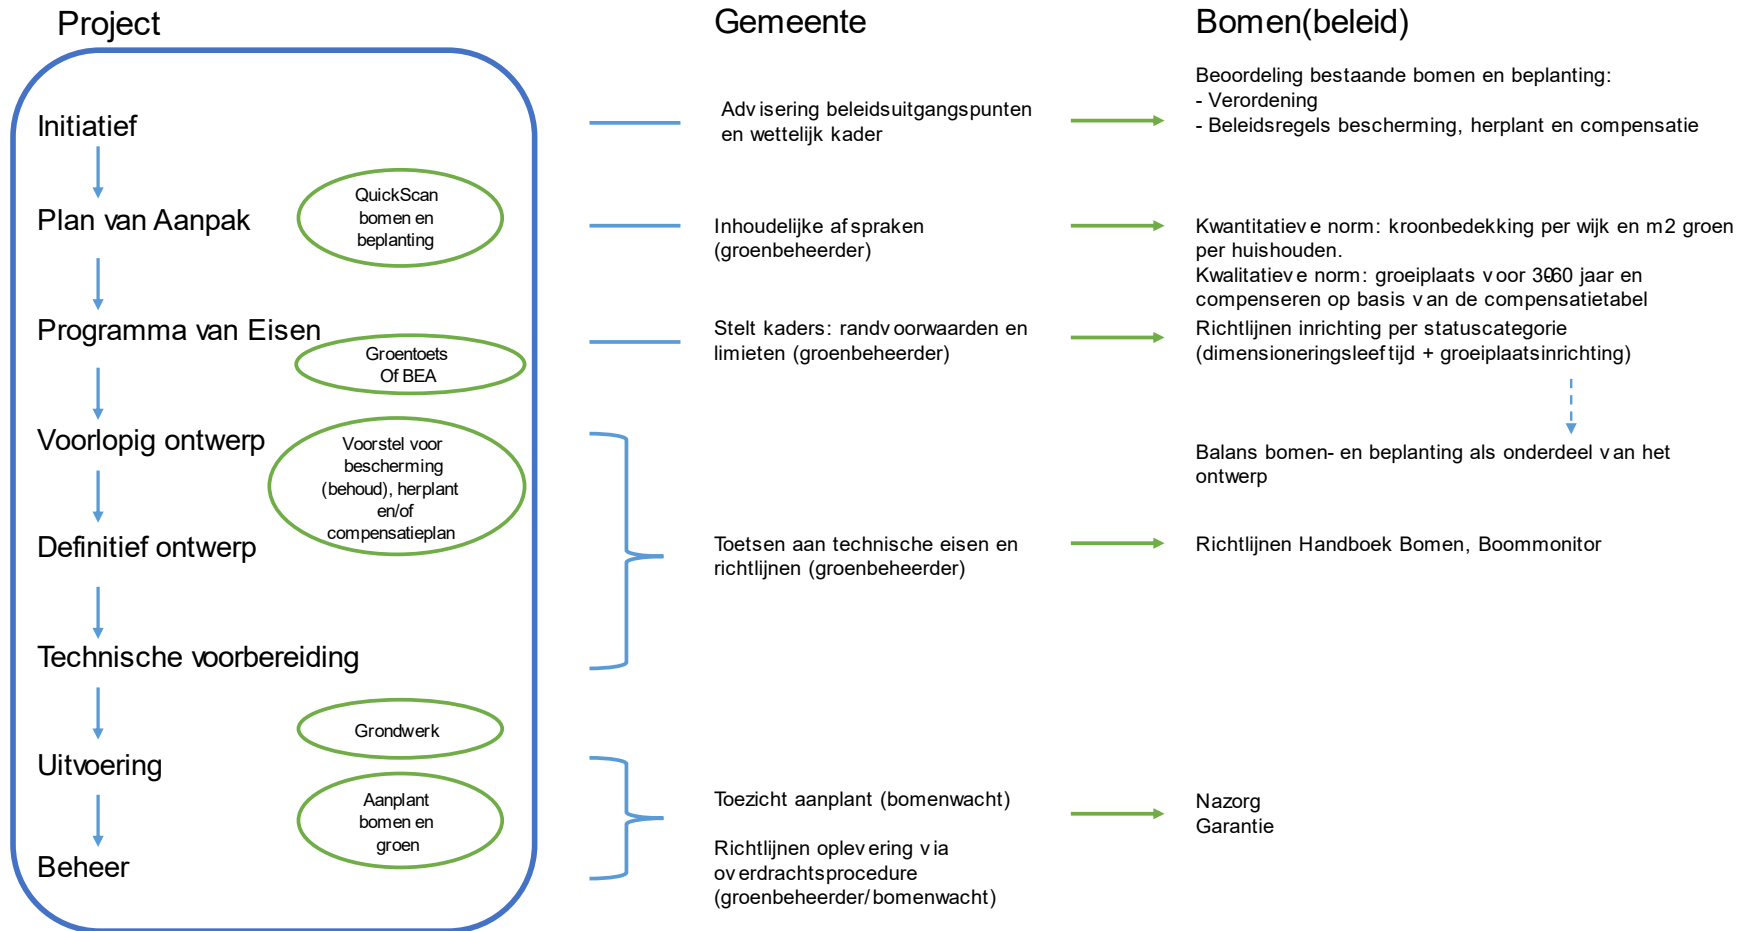 Project
Gemeente
Bomen(beleid)
Initiatief
Plan van Aanpak
Programma van Eisen
Voorlopig ontwerp
Definitief ontwerp
Technische voorbereiding
Uitvoering
Beheer
QuickScan
bomen en
beplanting
Groentoets
Of BEA
Voorstel voor
bescherming
(behoud), herplant
en/of
compensatieplan
Grondwerk
Aanplant
bomen en
groen
Advisering beleidsuitgangspunten
en wettelijk kader
Inhoudelijke afspraken
(groenbeheerder)
Stelt kaders: randvoorwaarden en
limieten (groenbeheerder)
Toetsen aan technische eisen en
richtlijnen (groenbeheerder)
Toezicht aanplant (bomenwacht)
Richtlijnen oplevering via
overdrachtsprocedure
(groenbeheerder/bomenwacht)
Beoordeling bestaande bomen en beplanting:
- Verordening
- Beleidsregels bescherming, herplant en compensatie
Kwantitatieve norm: kroonbedekking per wijk en m2 groen
per huishouden.
Kwalitatieve norm: groeiplaats voor 30-60 jaar en
compenseren op basis van de compensatietabel
Richtlijnen inrichting per statuscategorie
(dimensioneringsleeftijd + groeiplaatsinrichting)
Balans bomen- en beplanting als onderdeel van het
ontwerp
Richtlijnen Handboek Bomen, Boommonitor
Nazorg
Garantie